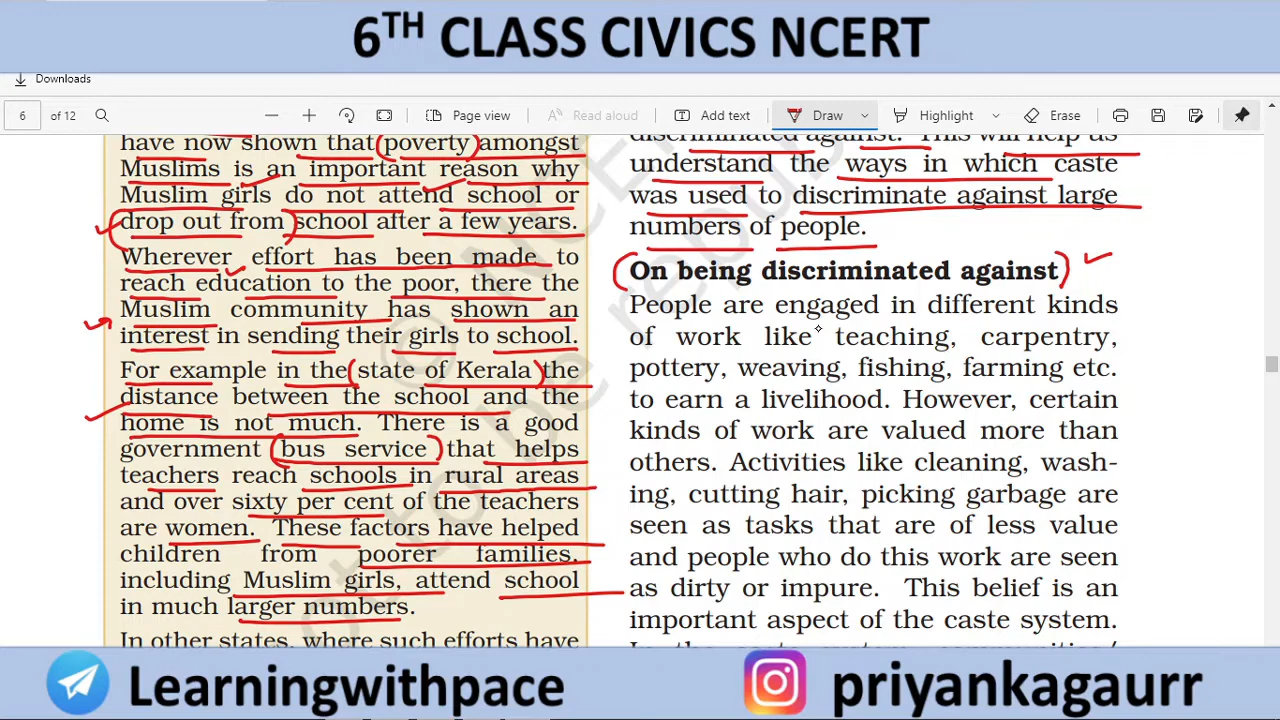 6TH CLASS CIVICS NCERT
Downloads
6 of 12
Page view
Read aloud
Add text
Draw
Highlight
Erase
have now shown that poverty amongst
Muslims is an important reason why
Muslim girls do not attend school or
drop out from school after a few years.
Wherever effort has been made to
reach education to the poor, there the
Muslim community has shown an
interest in sending their girls to school.
For example in the state of Kerala the
distance between the school and the
home is not much. There is a good
government bus service that helps
teachers reach schools in rural areas
and over sixty per cent of the teachers
are women. These factors have helped
children from poorer families,
including Muslim girls, attend school
in much larger numbers.
In other states, where such efforts have
discriminated against. This will help us
understand the ways in which caste
was used to discriminate against large
numbers of people.
On being discriminated against
People are engaged in different kinds
of work like teaching, carpentry,
pottery, weaving, fishing, farming etc.
to earn a livelihood. However, certain
kinds of work are valued more than
others. Activities like cleaning, wash-
ing, cutting hair, picking garbage are
seen as tasks that are of less value
and people who do this work are seen
as dirty or impure. This belief is an
important aspect of the caste system.
Learningwithpace
priyankagaurr